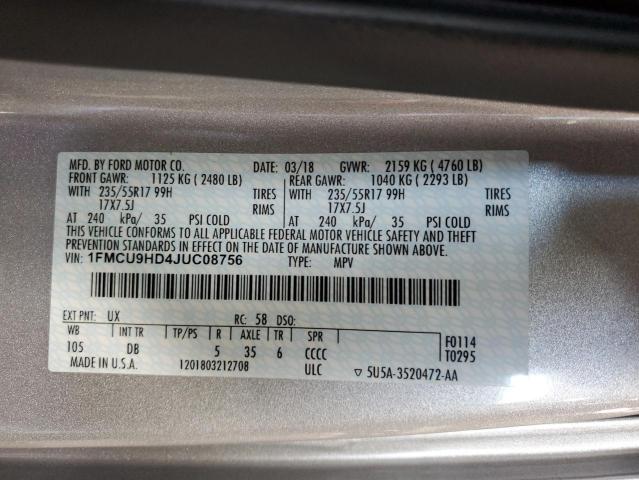 MFD. BY FORD MOTOR CO. DATE: 03/18 GVWR: 2159 KG ( 4760 LB)
FRONT GAWR: 1125 KG ( 2480 LB) REAR GAWR: 1040 KG ( 2293 LB)
WITH 235/55R17 99H TIRES WITH 235/55R17 99H TIRES
17X7.5J RIMS 17X7.5J RIMS
AT 240 kPa/ 35 PSI COLD AT 240 kPa/ 35 PSI COLD
THIS VEHICLE CONFORMS TO ALL APPLICABLE FEDERAL MOTOR VEHICLE SAFETY AND THEFT
PREVENTION STANDARDS IN EFFECT ON THE DATE OF MANUFACTURE SHOWN ABOVE.
VIN: 1FMCU9HD4JUC08756 TYPE: MPV
EXT PNT: UX RC: 58 DSO:
WB INT TR TP/PS R AXLE TR SPR F0114
105 DB 5 35 6 CCCC T0295
MADE IN U.S.A. 1201803212708 ULC ▽ 5U5A-3520472-AA